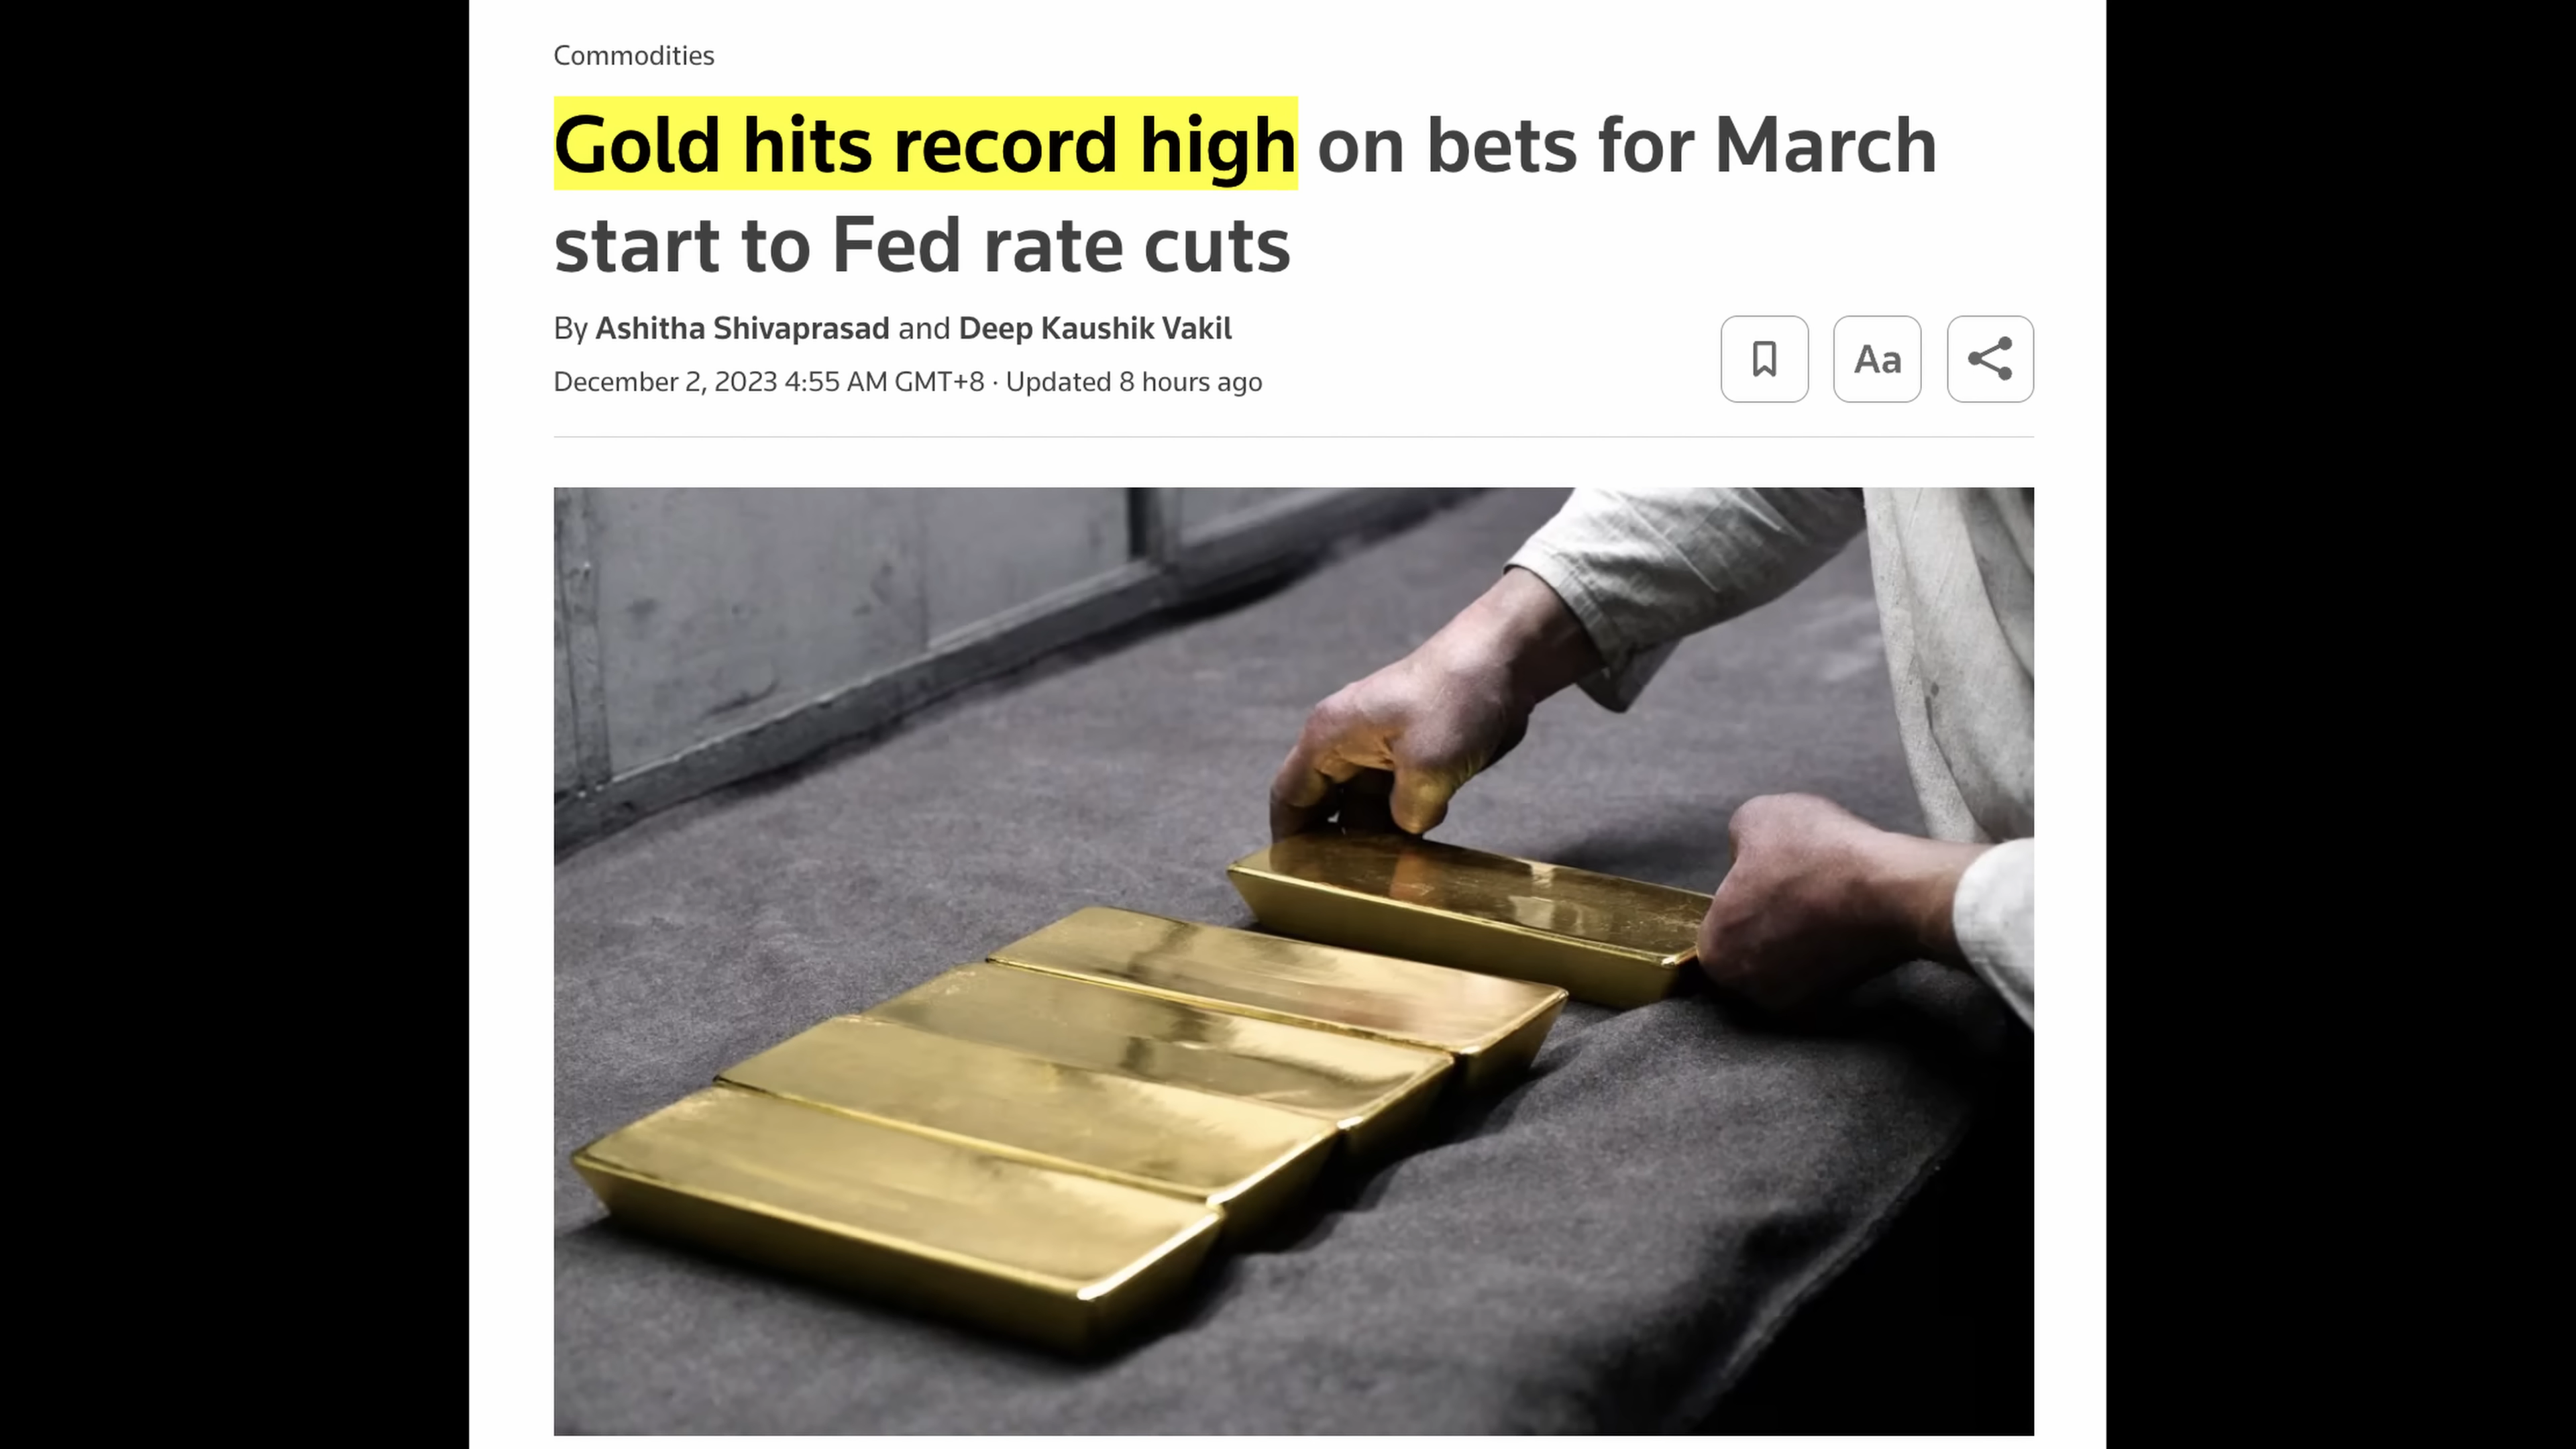 Commodities
Gold hits record high on bets for March
start to Fed rate cuts
By Ashitha Shivaprasad and Deep Kaushik Vakil
December 2, 2023 4:55 AM GMT+8 · Updated 8 hours ago
Aa